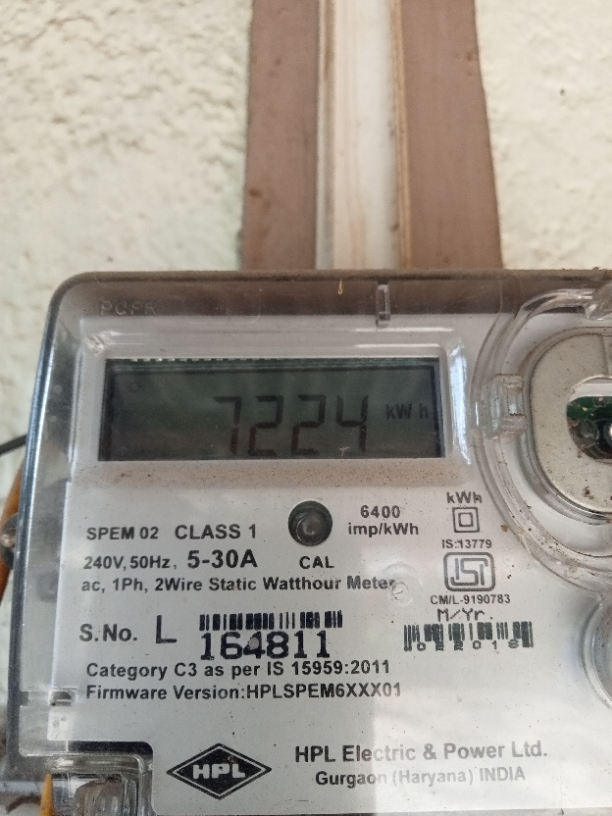 7224 kWh
kWh
6400
imp/kWh
SPEM 02 CLASS 1
IS:13779
240V, 50Hz, 5-30A
CAL
ac, 1Ph, 2Wire Static Watthour Meter
CM/L-9190783
M/Yr.
S.No. L 164811
022018
Category C3 as per IS 15959:2011
Firmware Version:HPLSPEM6XXX01
HPL
HPL Electric & Power Ltd.
Gurgaon (Haryana) INDIA